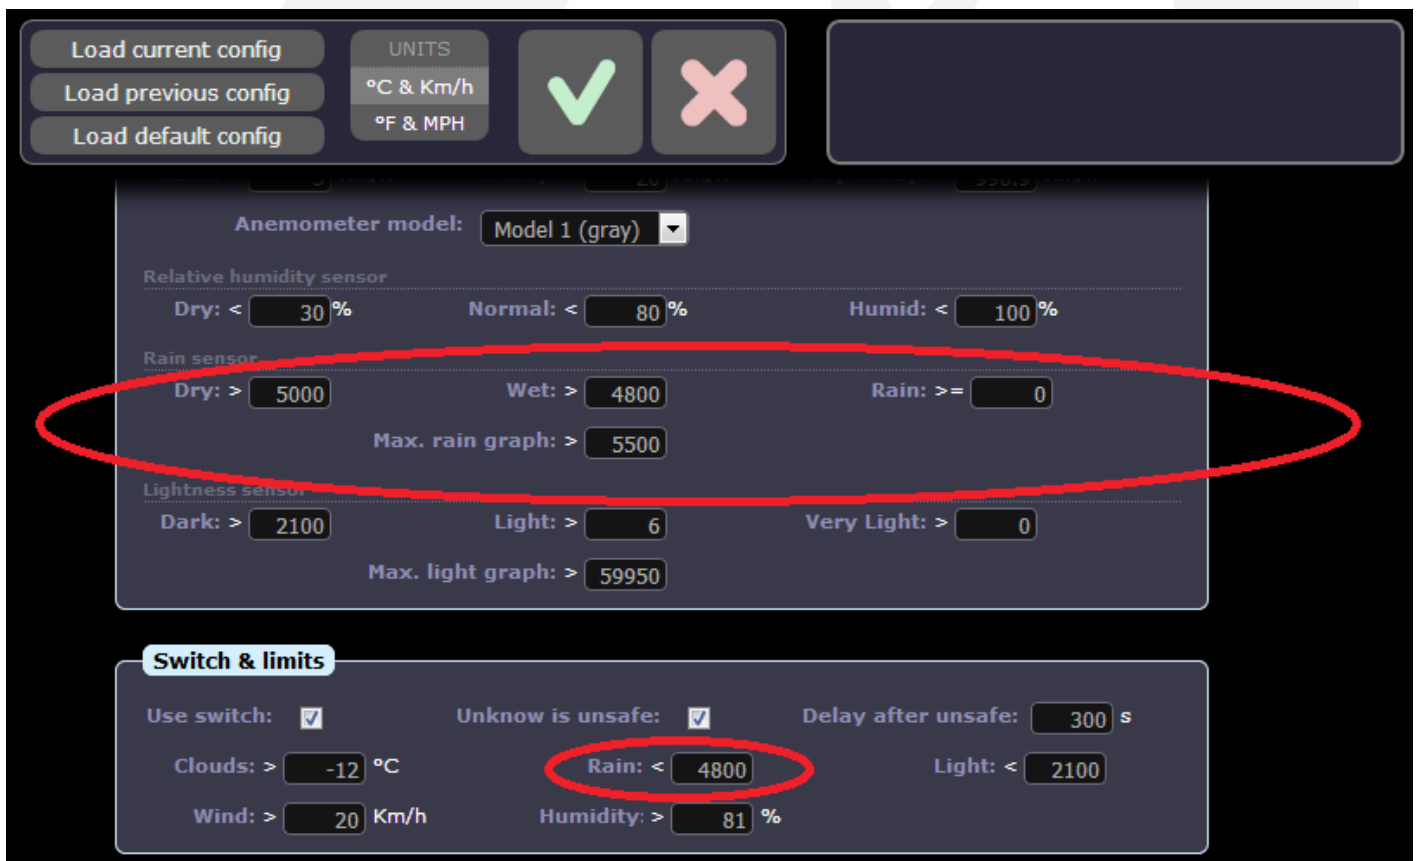 Load current config
Load previous config
Load default config
UNITS
ºC & Km/h
ºF & MPH
Anemometer model: Model 1 (gray)
Relative humidity sensor
Dry: < 30 % Normal: < 80 % Humid: < 100 %
Rain sensor
Dry: > 5000 Wet: > 4800 Rain: >= 0
Max. rain graph: > 5500
Lightness sensor
Dark: > 2100 Light: > 6 Very Light: > 0
Max. light graph: > 59950
Switch & limits
Use switch: Unknow is unsafe: Delay after unsafe: 300 s
Clouds: > -12 ºC Rain: < 4800 Light: < 2100
Wind: > 20 Km/h Humidity: > 81 %